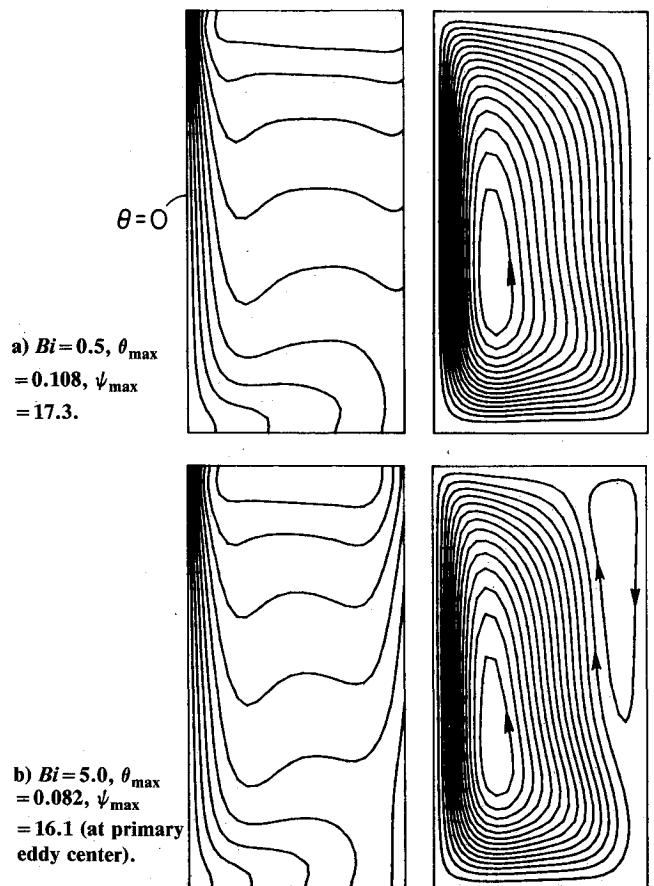 θ=0
a) Bi=0.5, θmax
=0.108, ψmax
=17.3.
b) Bi=5.0, θmax
=0.082, ψmax
=16.1 (at primary
eddy center).